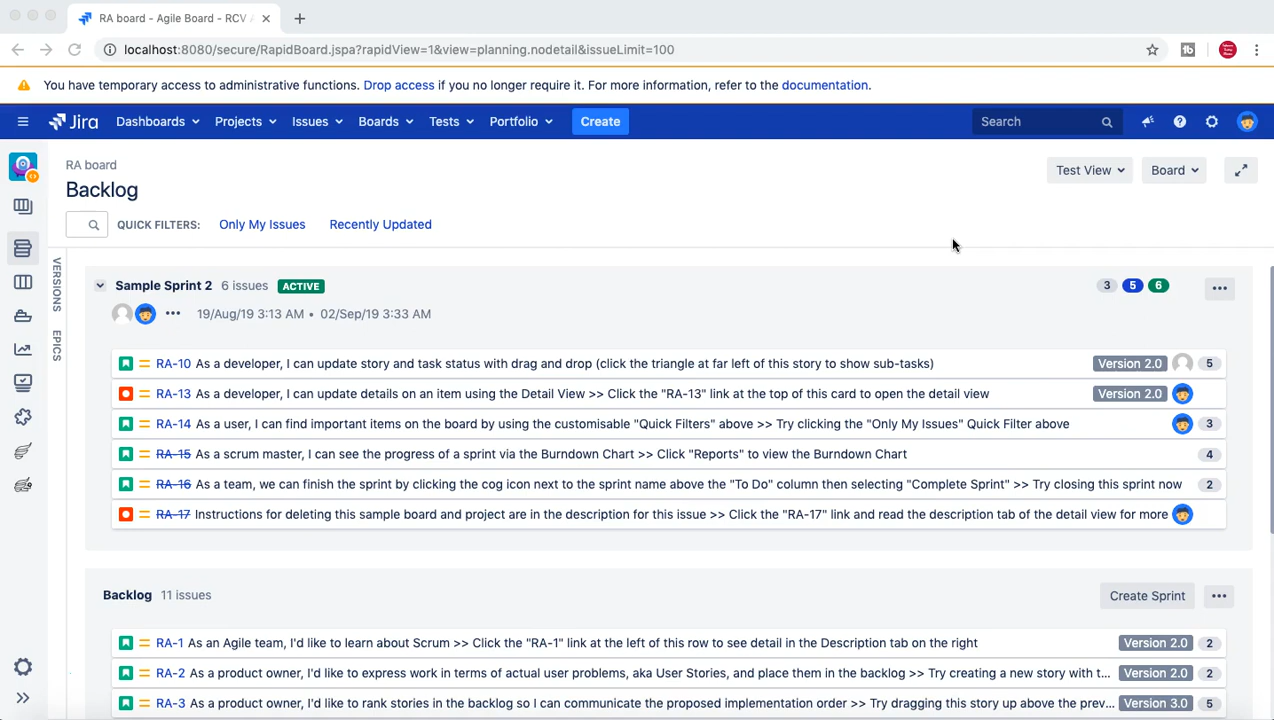 RA board - Agile Board - RCV A
localhost:8080/secure/RapidBoard.jspa?rapidView=1&view=planning.nodetail&issueLimit=100
You have temporary access to administrative functions. Drop access if you no longer require it. For more information, refer to the documentation.
Jira Dashboards Projects Issues Boards Tests Portfolio Create Search
RA board
Backlog
Test View Board
QUICK FILTERS: Only My Issues Recently Updated
VERSIONS
EPICS
Sample Sprint 2 6 issues ACTIVE 3 5 6
19/Aug/19 3:13 AM • 02/Sep/19 3:33 AM
RA-10 As a developer, I can update story and task status with drag and drop (click the triangle at far left of this story to show sub-tasks) Version 2.0 5
RA-13 As a developer, I can update details on an item using the Detail View >> Click the "RA-13" link at the top of this card to open the detail view Version 2.0
RA-14 As a user, I can find important items on the board by using the customisable "Quick Filters" above >> Try clicking the "Only My Issues" Quick Filter above 3
RA-15 As a scrum master, I can see the progress of a sprint via the Burndown Chart >> Click "Reports" to view the Burndown Chart 4
RA-16 As a team, we can finish the sprint by clicking the cog icon next to the sprint name above the "To Do" column then selecting "Complete Sprint" >> Try closing this sprint now 2
RA-17 Instructions for deleting this sample board and project are in the description for this issue >> Click the "RA-17" link and read the description tab of the detail view for more
Backlog 11 issues Create Sprint
RA-1 As an Agile team, I'd like to learn about Scrum >> Click the "RA-1" link at the left of this row to see detail in the Description tab on the right Version 2.0 2
RA-2 As a product owner, I'd like to express work in terms of actual user problems, aka User Stories, and place them in the backlog >> Try creating a new story with t... Version 2.0 2
RA-3 As a product owner, I'd like to rank stories in the backlog so I can communicate the proposed implementation order >> Try dragging this story up above the prev... Version 3.0 5